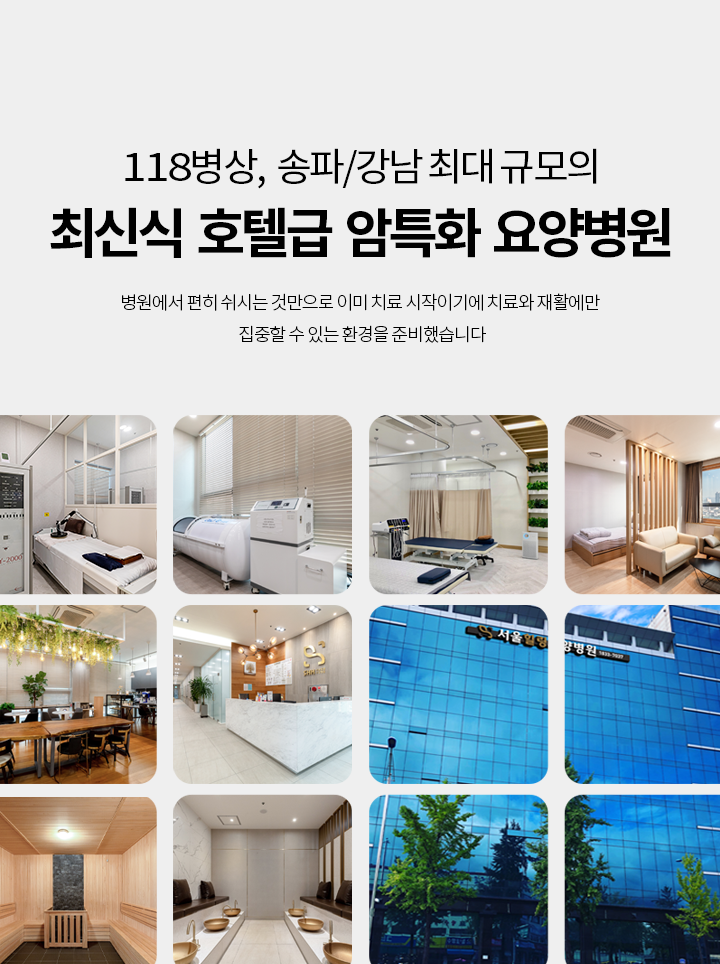 118병상, 송파/강남 최대 규모의
최신식 호텔급 암특화 요양병원
병원에서 편히 쉬시는 것만으로 이미 치료 시작이기에 치료와 재활에만
집중할 수 있는 환경을 준비했습니다
서울힐랑
양병원